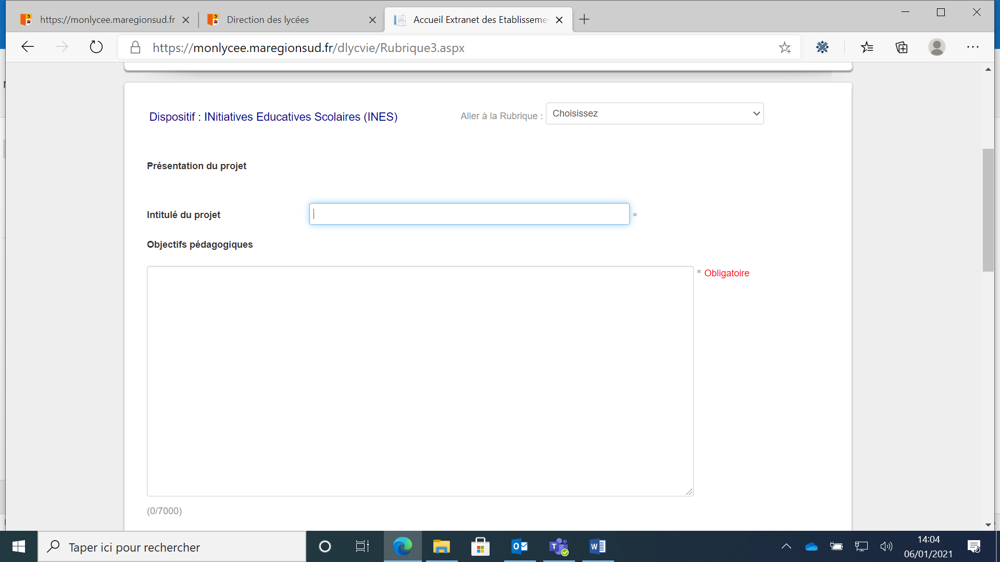 https://monlycee.maregionsud.fr
Direction des lycées
Accueil Extranet des Etablisseme
https://monlycee.maregionsud.fr/dlycvie/Rubrique3.aspx
Dispositif : INitiatives Educatives Scolaires (INES)
Aller à la Rubrique : Choisissez
Présentation du projet
Intitulé du projet *
Objectifs pédagogiques
* Obligatoire
(0/7000)
Taper ici pour rechercher
14:04
06/01/2021